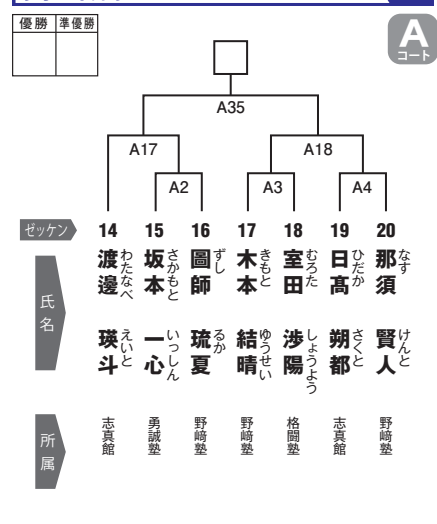 優勝 準優勝
A
コート
A35
A17 A18
A2 A3 A4
ゼッケン 14 15 16 17 18 19 20
氏名
渡邊 瑛斗 わたなべ えいと
坂本 一心 さかもと いっしん
圖師 琉夏 ずし るか
木本 結晴 きもと ゆうせい
室田 渉陽 むろた しょうよう
日髙 朔都 ひだか さくと
那須 賢人 なす けんと
所属
志真館
勇誠塾
野﨑塾
野﨑塾
格闘塾
志真館
野﨑塾